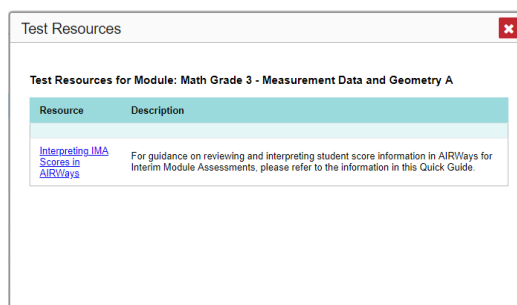 Test Resources
Test Resources for Module: Math Grade 3 - Measurement Data and Geometry A
Resource Description
Interpreting IMA
Scores in
AIRWays
For guidance on reviewing and interpreting student score information in AIRWays for
Interim Module Assessments, please refer to the information in this Quick Guide.